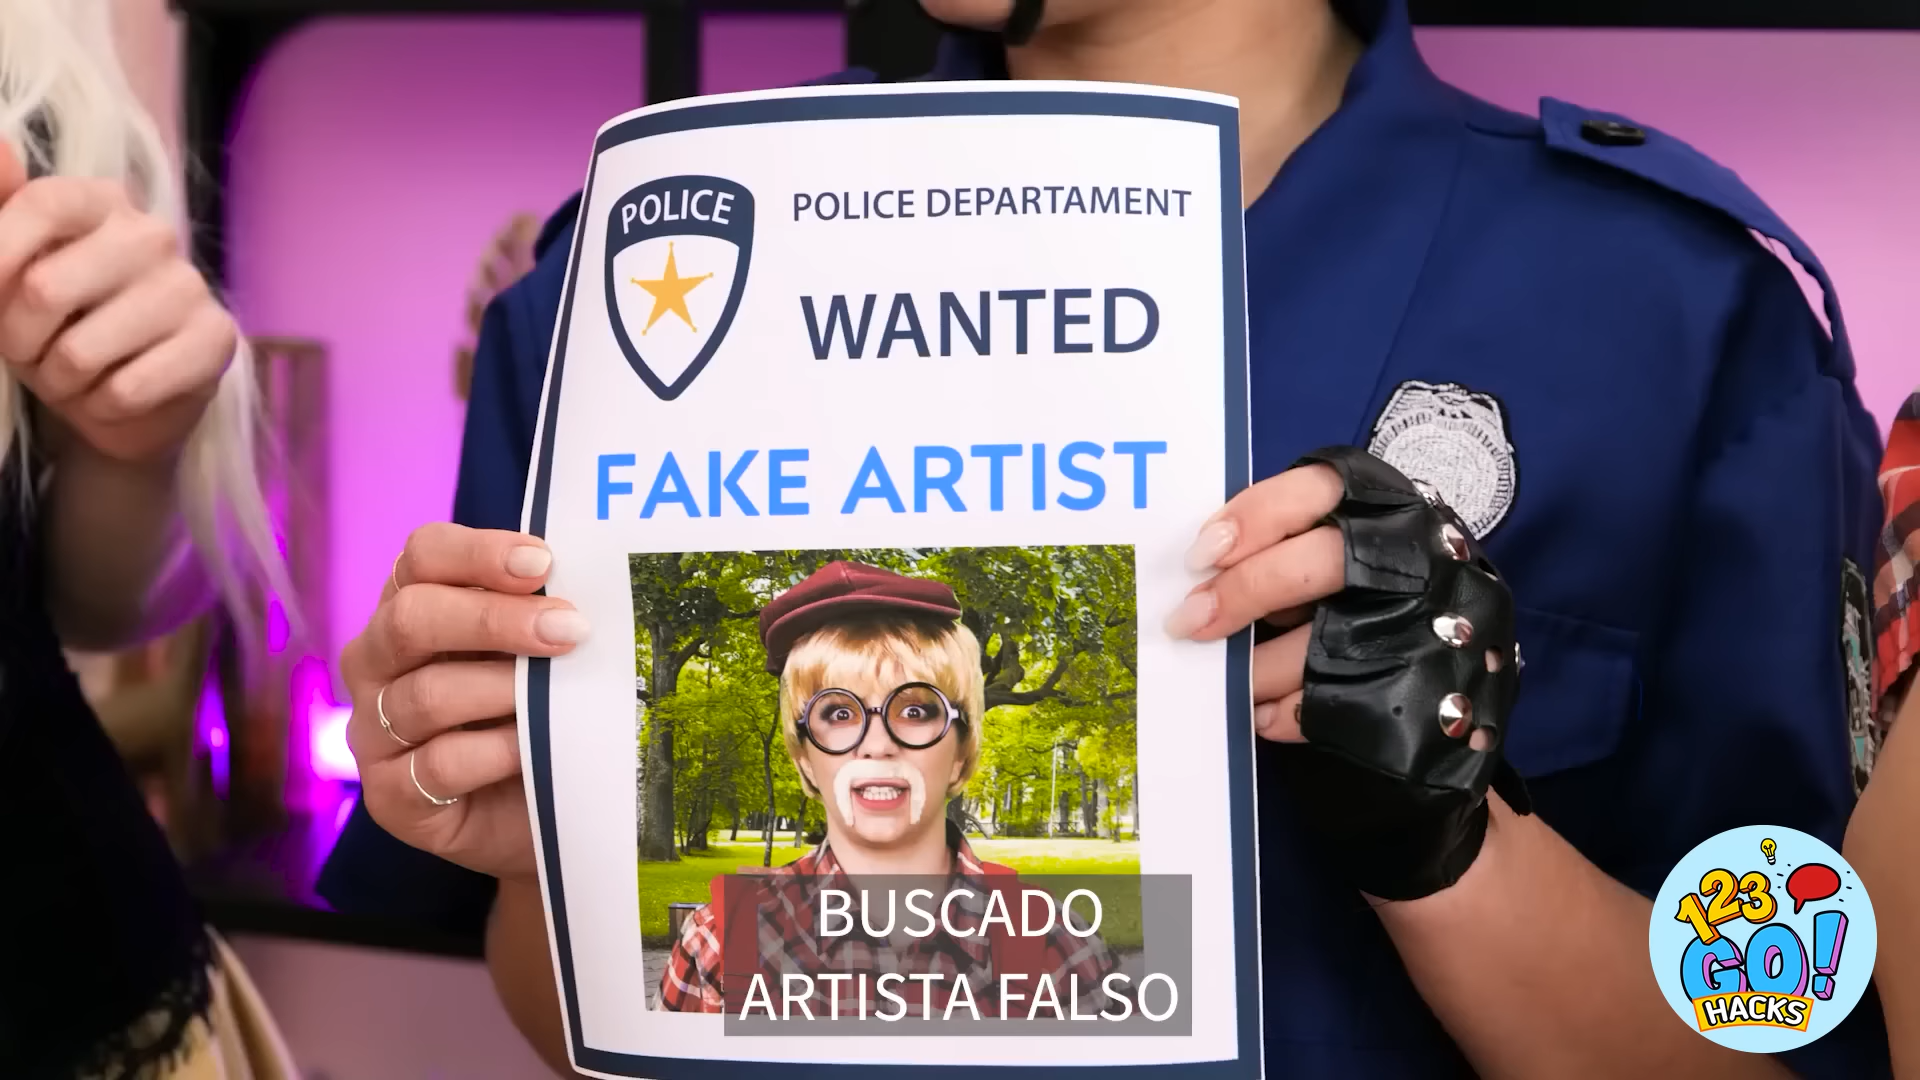 POLICE
POLICE DEPARTAMENT
WANTED
FAKE ARTIST
BUSCADO
ARTISTA FALSO
123
GO!
HACKS